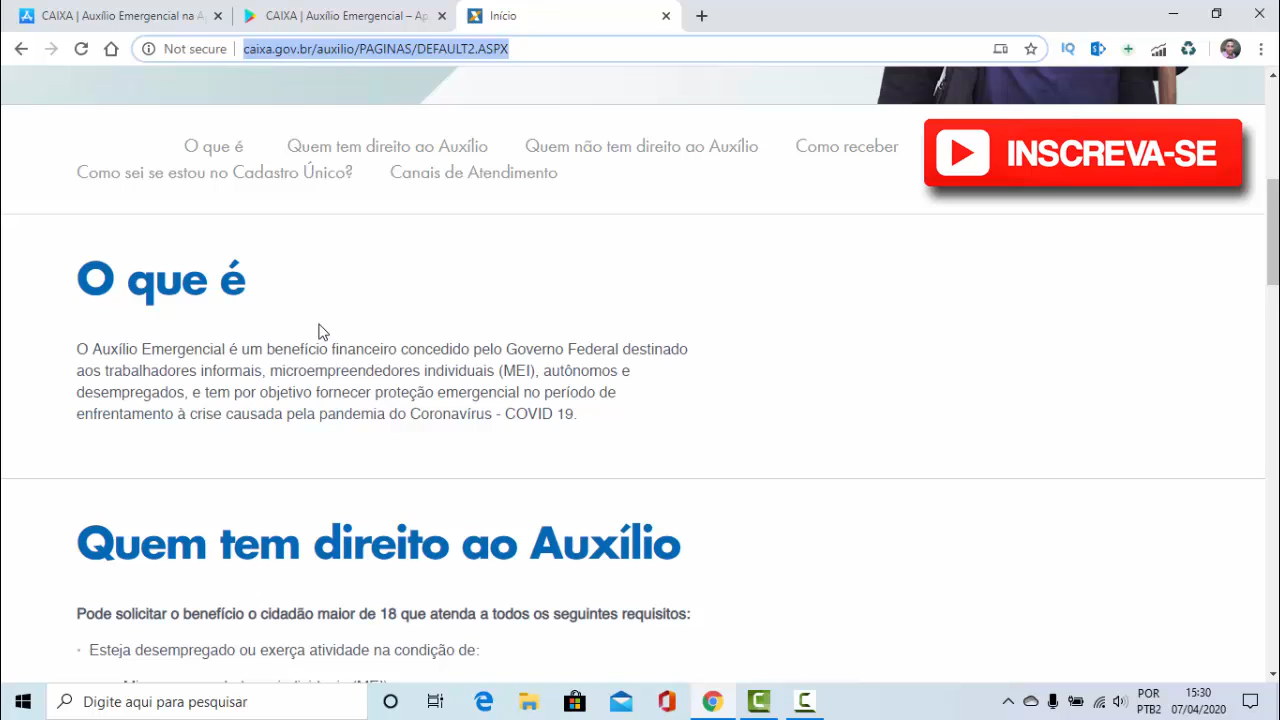 CAIXA | Auxílio Emergencial na A
CAIXA | Auxílio Emergencial – Ap
Início
Not secure
caixa.gov.br/auxilio/PAGINAS/DEFAULT2.ASPX
IQ
O que é
Quem tem direito ao Auxílio
Quem não tem direito ao Auxílio
Como receber
Como sei se estou no Cadastro Único?
Canais de Atendimento
INSCREVA-SE
O que é
O Auxílio Emergencial é um benefício financeiro concedido pelo Governo Federal destinado
aos trabalhadores informais, microempreendedores individuais (MEI), autônomos e
desempregados, e tem por objetivo fornecer proteção emergencial no período de
enfrentamento à crise causada pela pandemia do Coronavírus - COVID 19.
Quem tem direito ao Auxílio
Pode solicitar o benefício o cidadão maior de 18 que atenda a todos os seguintes requisitos:
Esteja desempregado ou exerça atividade na condição de:
Digite aqui para pesquisar
POR
PTB2
15:30
07/04/2020